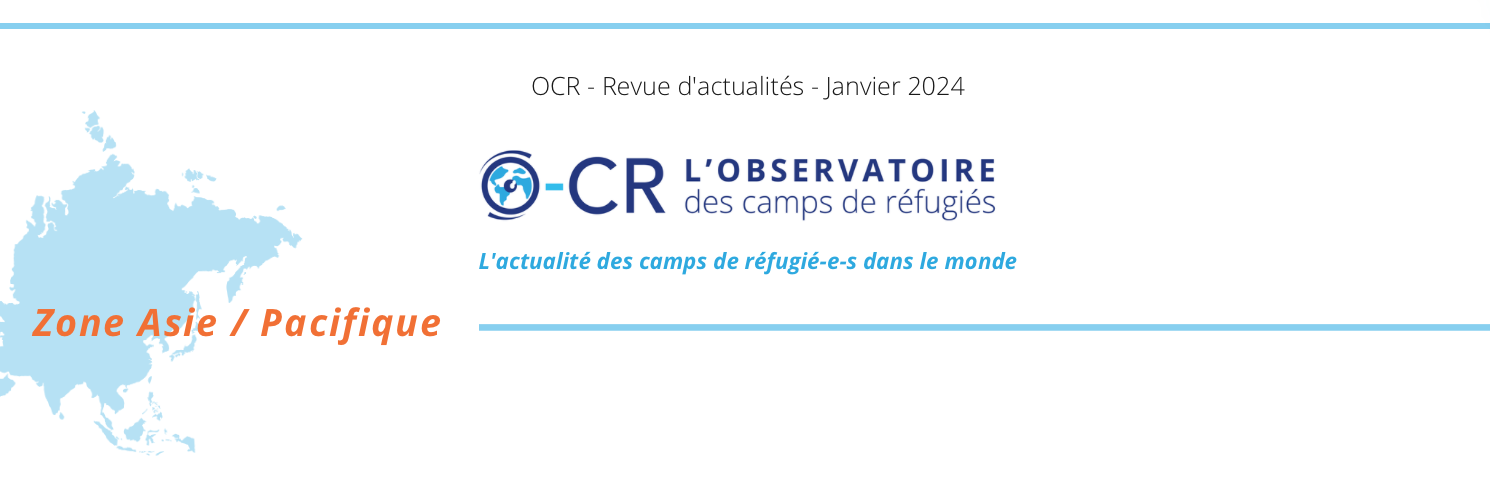 OCR - Revue d'actualités - Janvier 2024
O-CR L'OBSERVATOIRE
des camps de réfugiés
L'actualité des camps de réfugié-e-s dans le monde
Zone Asie / Pacifique